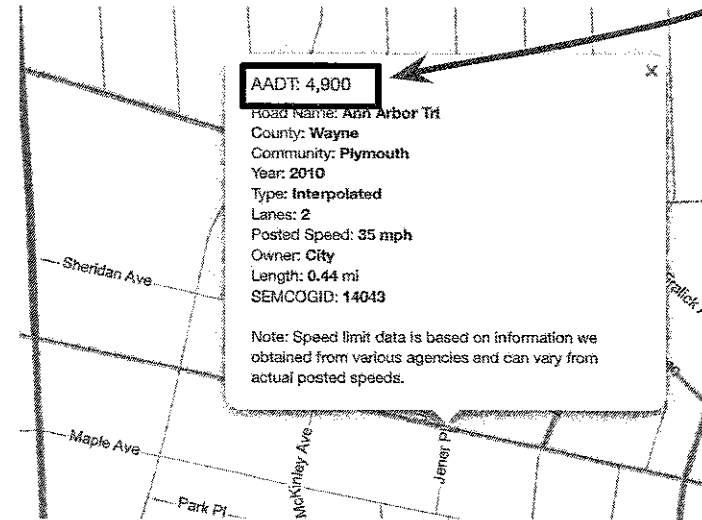 AADT: 4,900
×
Road Name: Ann Arbor Trl
County: Wayne
Community: Plymouth
Year: 2010
Type: Interpolated
Lanes: 2
Posted Speed: 35 mph
Owner: City
Length: 0.44 mi
SEMCOGID: 14043
Note: Speed limit data is based on information we
obtained from various agencies and can vary from
actual posted speeds.
Sheridan Ave
Maple Ave
McKinley Ave
Jener Pl
Park Pl